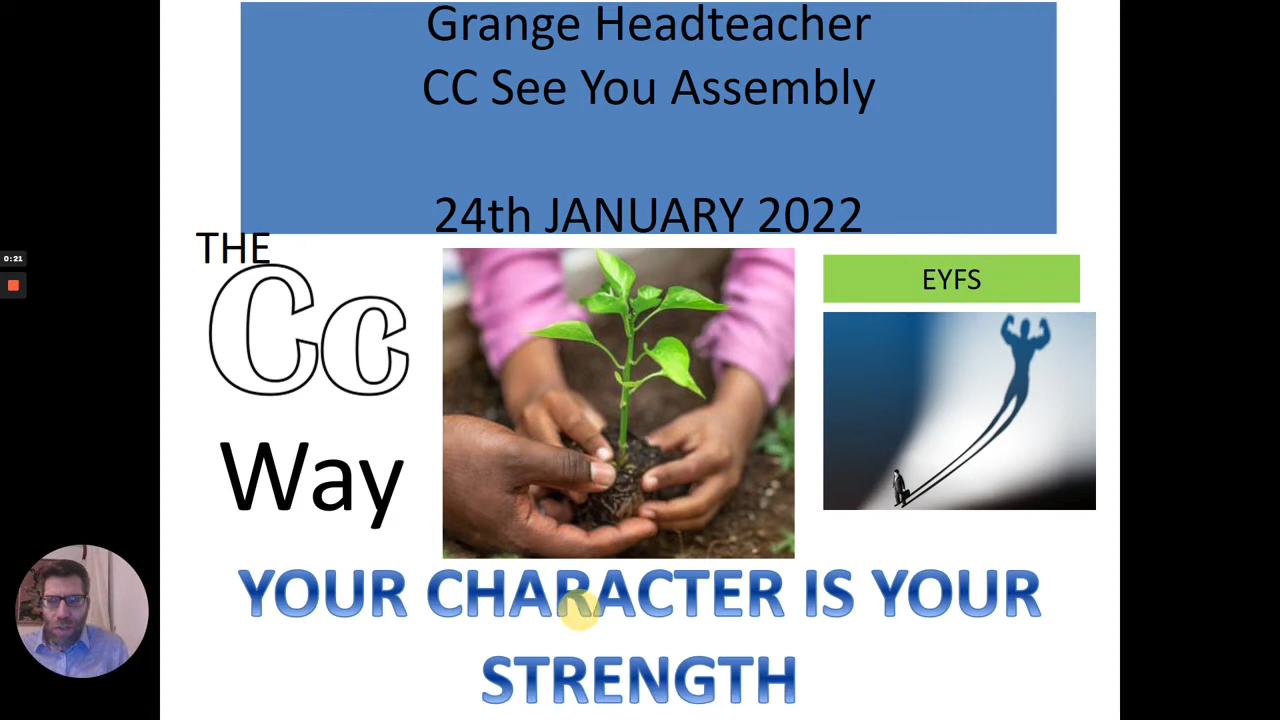 Grange Headteacher
CC See You Assembly
24th JANUARY 2022
THE
Cc
Way
EYFS
YOUR CHARACTER IS YOUR
STRENGTH
0:21